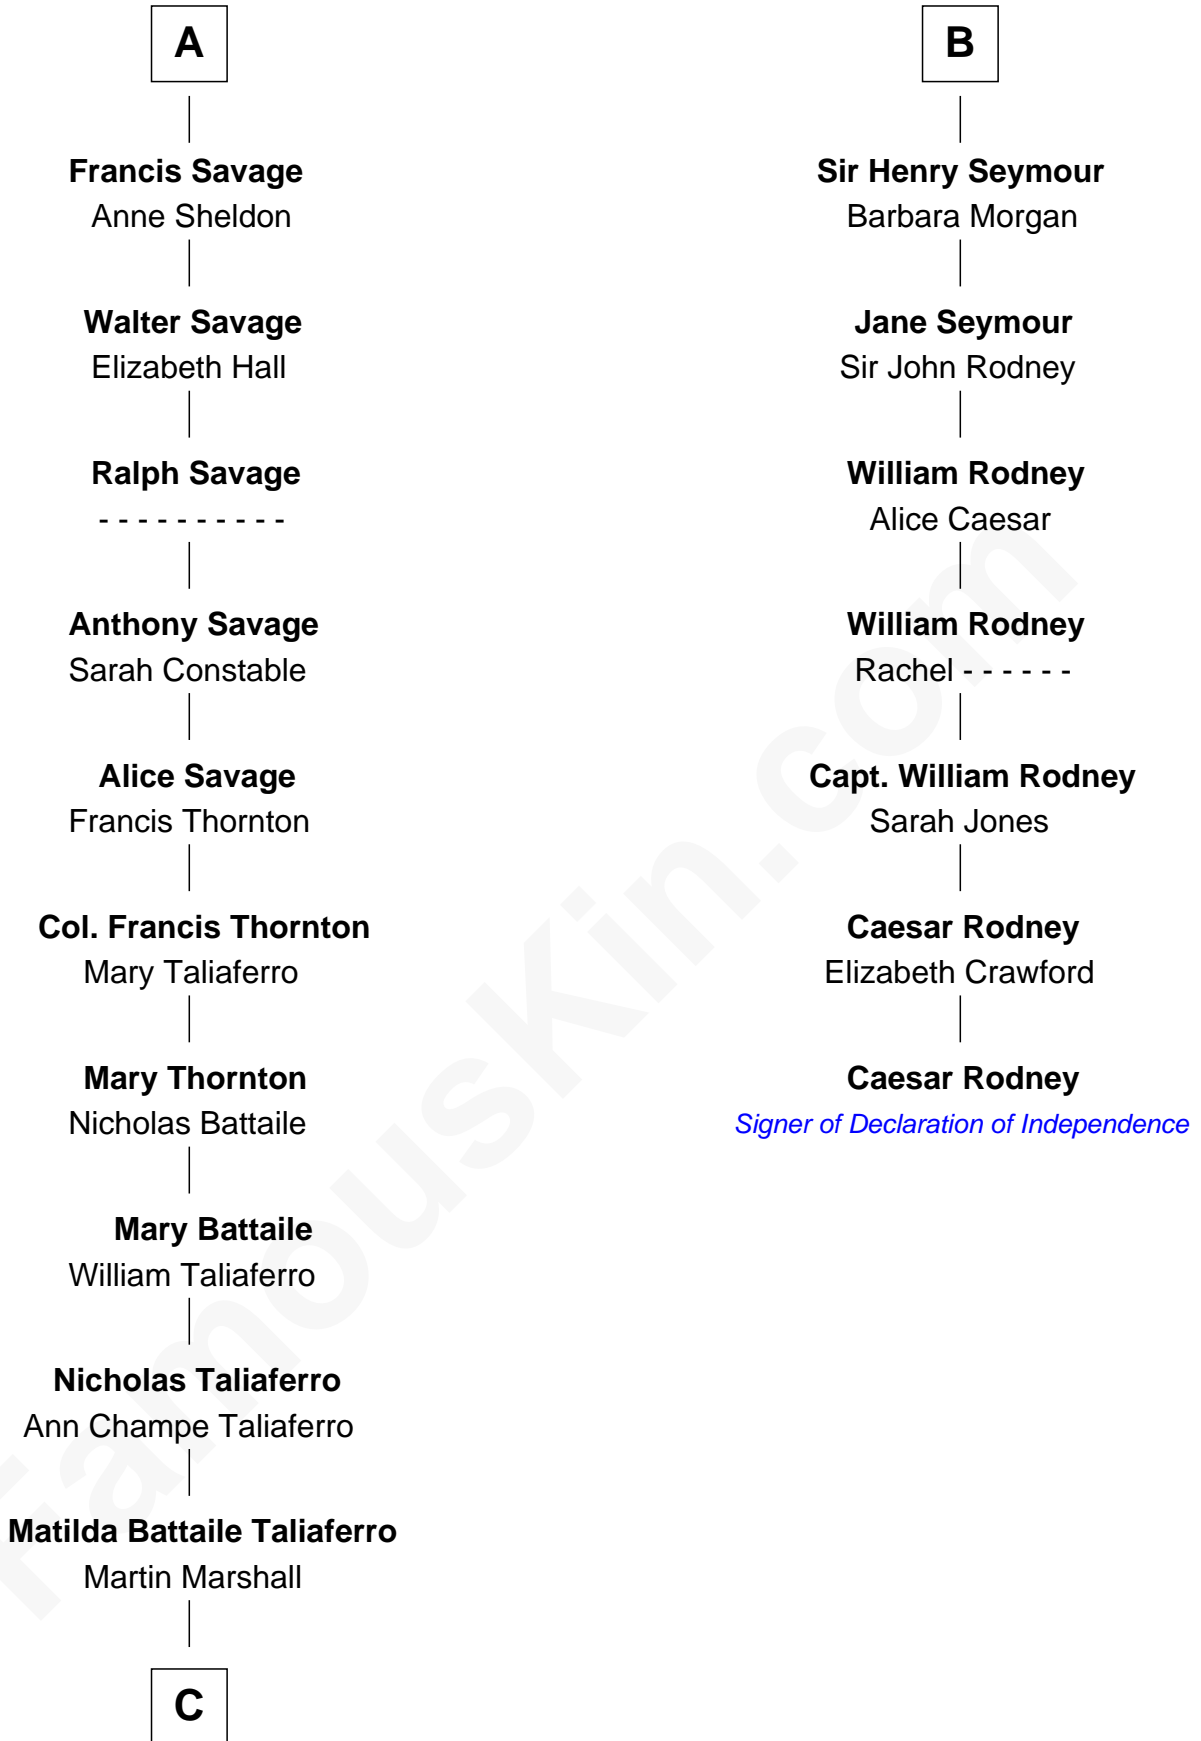 A
Francis Savage
Anne Sheldon
Walter Savage
Elizabeth Hall
Ralph Savage
- - - - - - - - - -
Anthony Savage
Sarah Constable
Alice Savage
Francis Thornton
Col. Francis Thornton
Mary Taliaferro
Mary Thornton
Nicholas Battaile
Mary Battaile
William Taliaferro
Nicholas Taliaferro
Ann Champe Taliaferro
Matilda Battaile Taliaferro
Martin Marshall
C
B
Sir Henry Seymour
Barbara Morgan
Jane Seymour
Sir John Rodney
William Rodney
Alice Caesar
William Rodney
Rachel - - - - - -
Capt. William Rodney
Sarah Jones
Caesar Rodney
Elizabeth Crawford
Caesar Rodney
Signer of Declaration of Independence
FamousKin.com